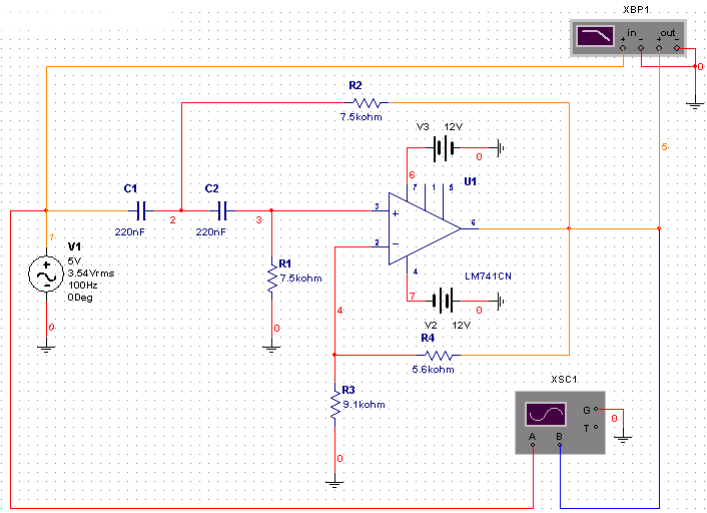 XBP1
in
out
+ - + -
0
R2
7.5kohm
V3 12V
0
5
6
7 1 5
U1
C1
C2
220nF
220nF
2
3
3
+
2
-
6
4
LM741CN
1
V1
5V
3.54Vrms
100Hz
0Deg
+
0
R1
7.5kohm
0
7
0
V2 12V
4
R4
5.6kohm
R3
9.1kohm
0
XSC1
G
T
A B
0